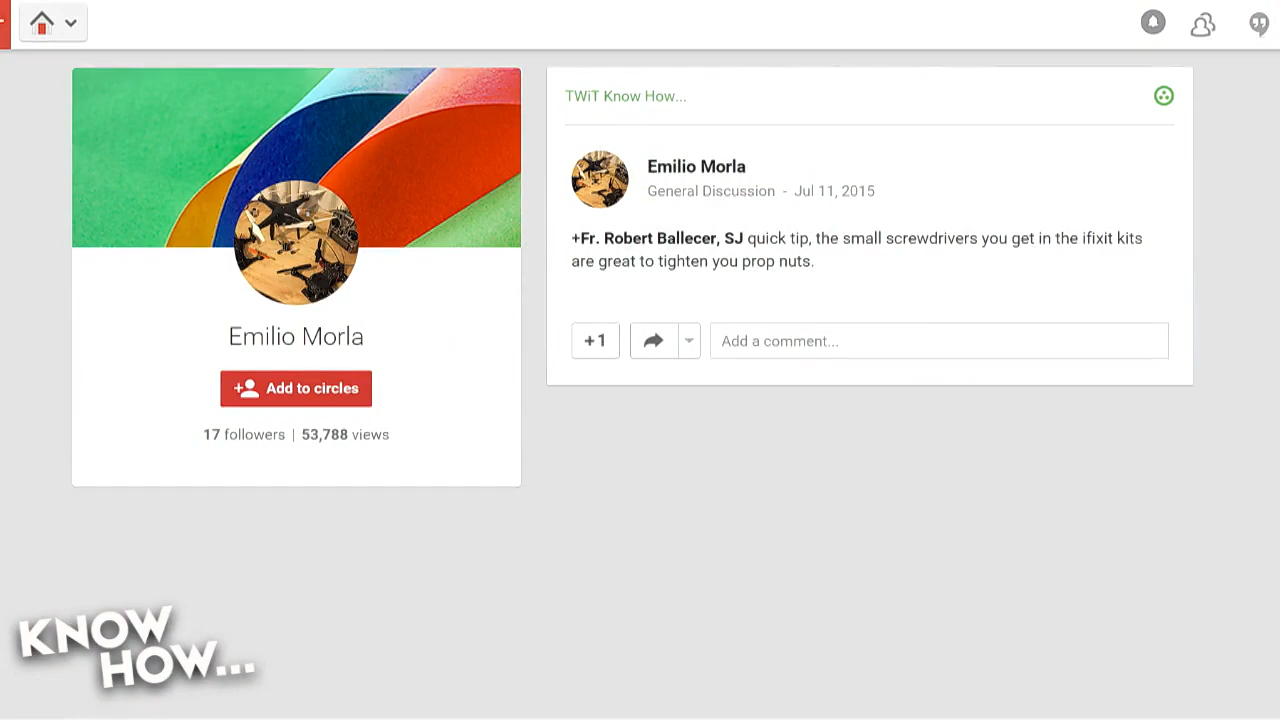 TWiT Know How...
Emilio Morla
General Discussion - Jul 11, 2015
+Fr. Robert Ballecer, SJ quick tip, the small screwdrivers you get in the ifixit kits
are great to tighten you prop nuts.
+1
Add a comment...
Emilio Morla
Add to circles
17 followers | 53,788 views
KNOW
HOW...